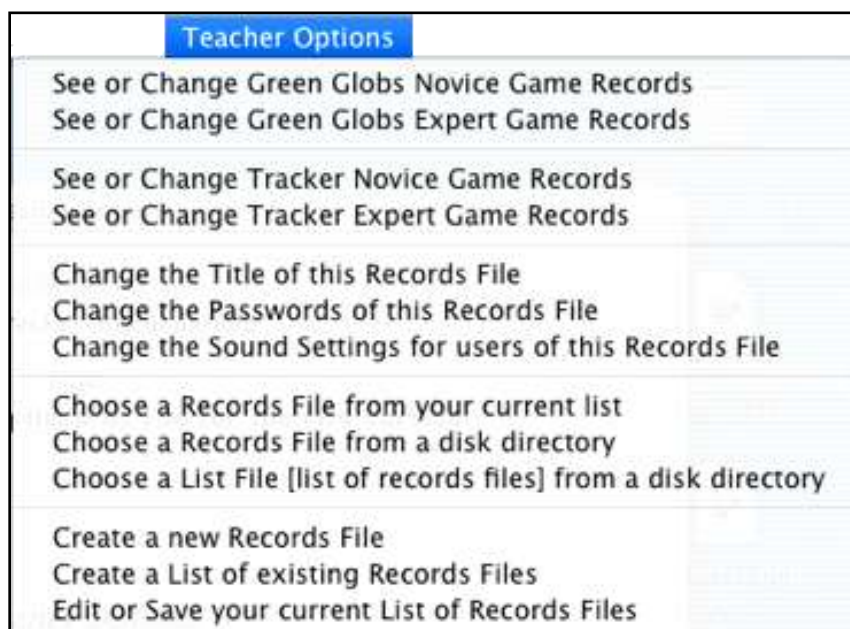 Teacher Options
See or Change Green Globs Novice Game Records
See or Change Green Globs Expert Game Records
See or Change Tracker Novice Game Records
See or Change Tracker Expert Game Records
Change the Title of this Records File
Change the Passwords of this Records File
Change the Sound Settings for users of this Records File
Choose a Records File from your current list
Choose a Records File from a disk directory
Choose a List File [list of records files] from a disk directory
Create a new Records File
Create a List of existing Records Files
Edit or Save your current List of Records Files